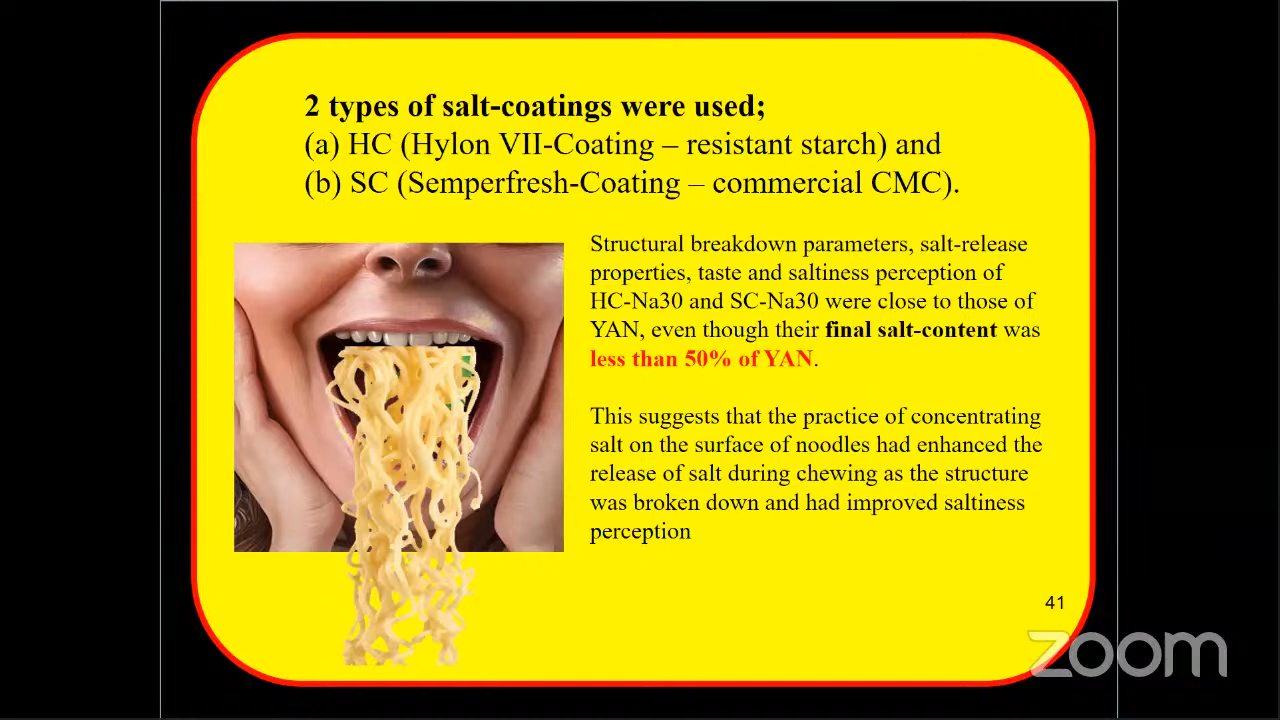 2 types of salt-coatings were used;
(a) HC (Hylon VII-Coating – resistant starch) and
(b) SC (Semperfresh-Coating – commercial CMC).
Structural breakdown parameters, salt-release
properties, taste and saltiness perception of
HC-Na30 and SC-Na30 were close to those of
YAN, even though their final salt-content was
less than 50% of YAN.
This suggests that the practice of concentrating
salt on the surface of noodles had enhanced the
release of salt during chewing as the structure
was broken down and had improved saltiness
perception
41
zoom